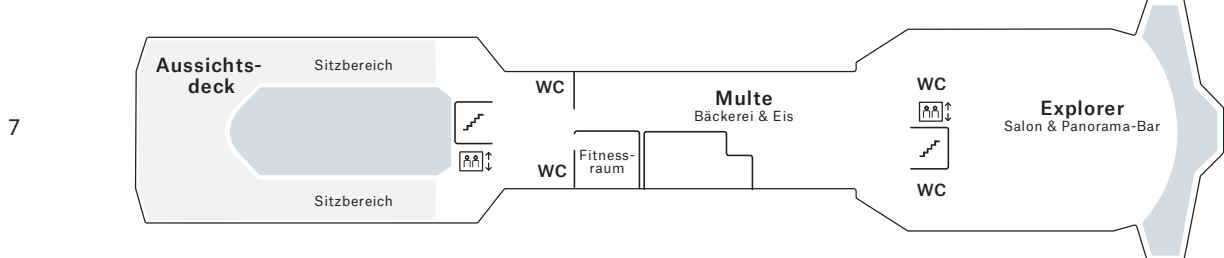 7
Aussichts-
deck
Sitzbereich
Sitzbereich
WC
WC
Fitness-
raum
Multe
Bäckerei & Eis
WC
WC
Explorer
Salon & Panorama-Bar